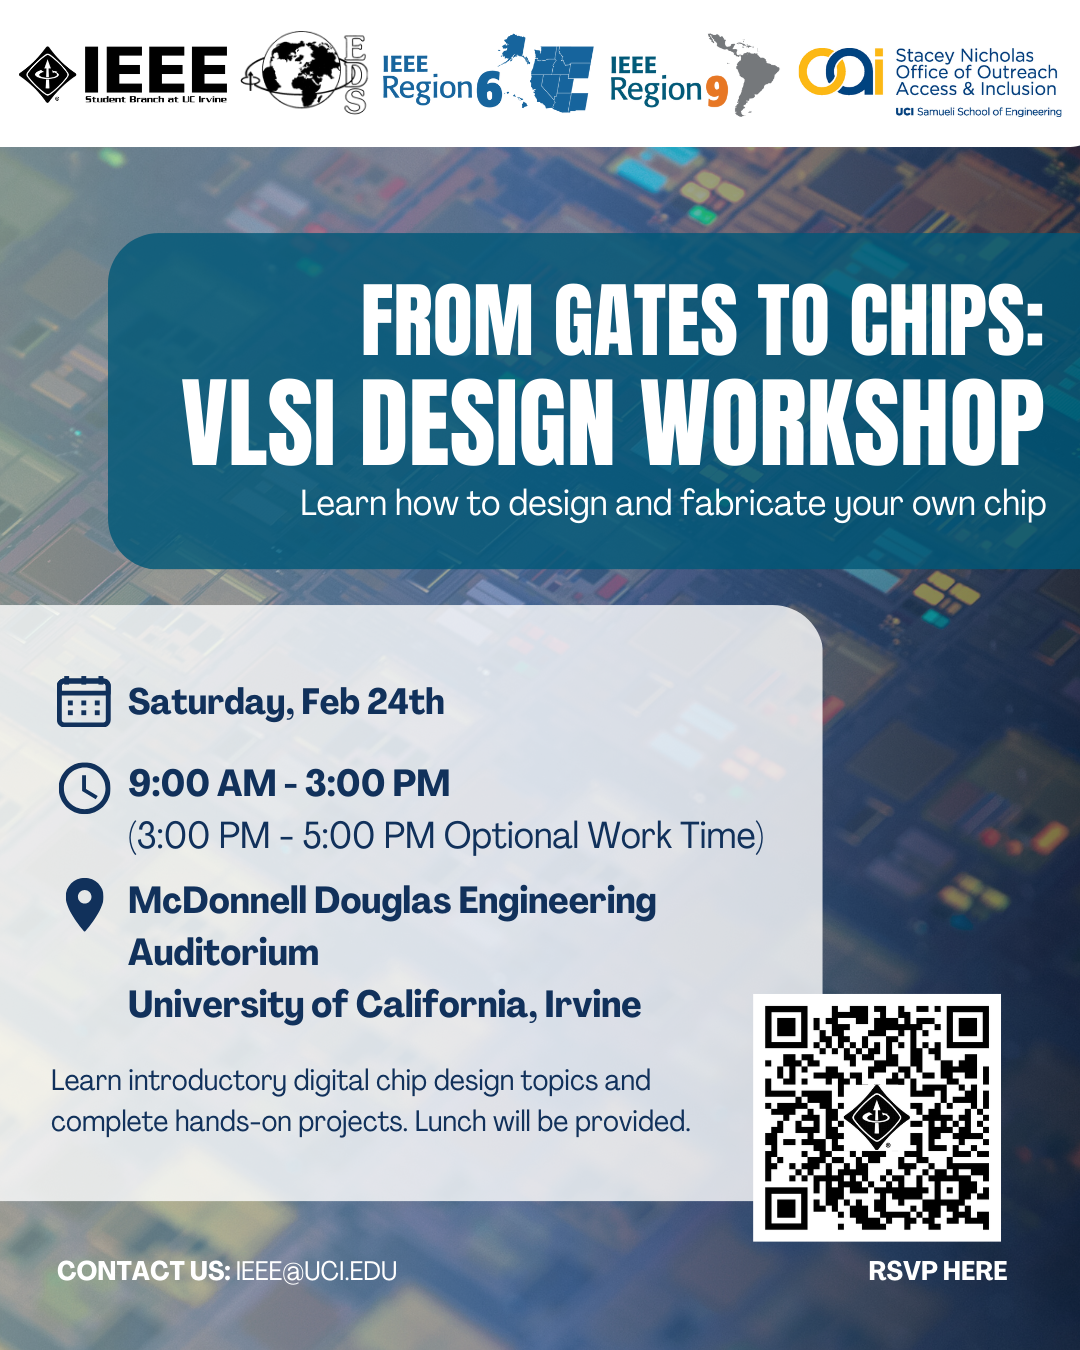 IEEE
Student Branch at UC Irvine
EDS
IEEE
Region 6
IEEE
Region 9
oai
Stacey Nicholas
Office of Outreach
Access & Inclusion
UCI Samueli School of Engineering
FROM GATES TO CHIPS:
VLSI DESIGN WORKSHOP
Learn how to design and fabricate your own chip
Saturday, Feb 24th
9:00 AM - 3:00 PM
(3:00 PM - 5:00 PM Optional Work Time)
McDonnell Douglas Engineering
Auditorium
University of California, Irvine
Learn introductory digital chip design topics and
complete hands-on projects. Lunch will be provided.
CONTACT US: IEEE@UCI.EDU
RSVP HERE